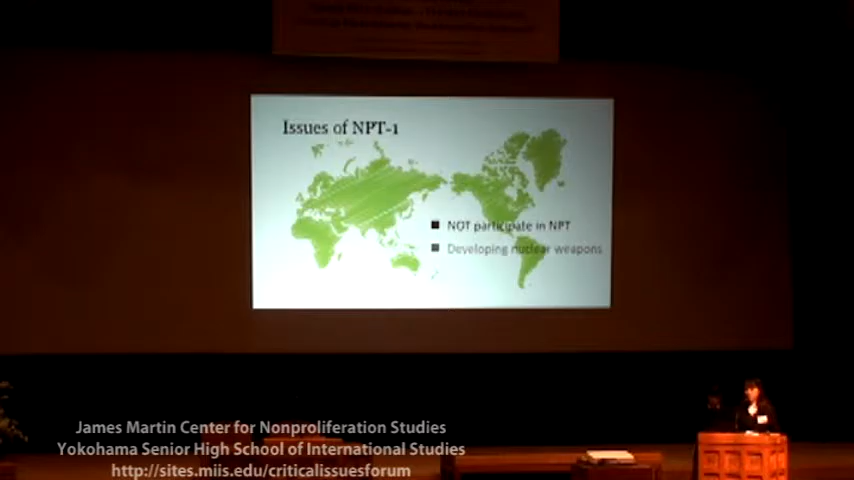 Issues of NPT-1
NOT participate in NPT
Developing nuclear weapons
James Martin Center for Nonproliferation Studies
Yokohama Senior High School of International Studies
http://sites.miis.edu/criticalissuesforum